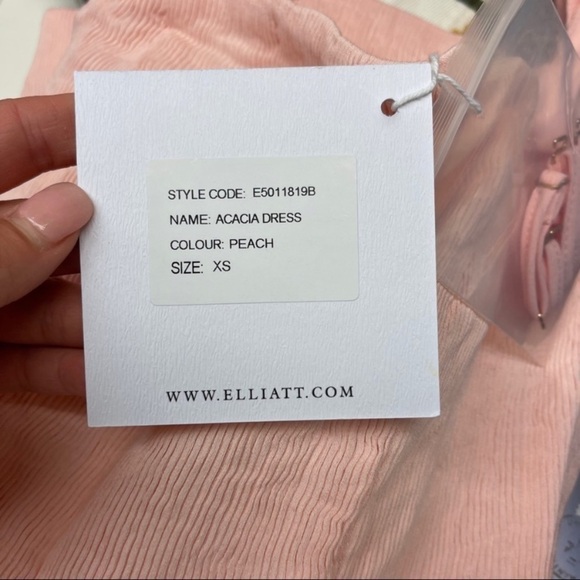 STYLE CODE: E5011819B
NAME: ACACIA DRESS
COLOUR: PEACH
SIZE: XS
WWW.ELLIATT.COM